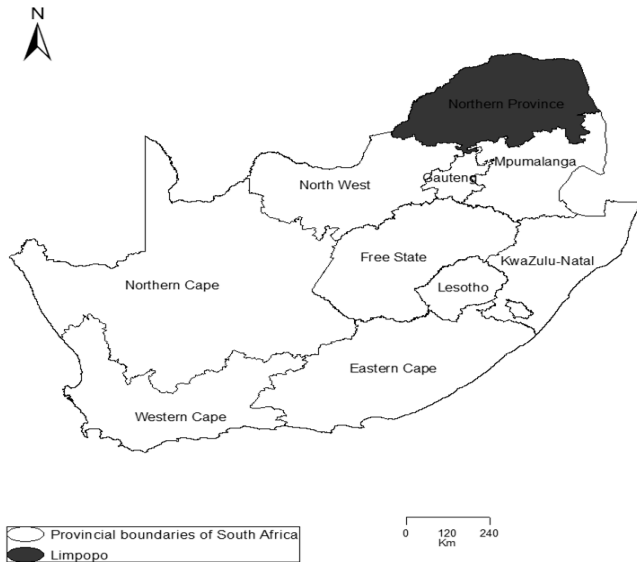 N
Northern Province
Mpumalanga
Gauteng
North West
Free State
KwaZulu-Natal
Northern Cape
Lesotho
Eastern Cape
Western Cape
Provincial boundaries of South Africa
Limpopo
0 120 240
Km